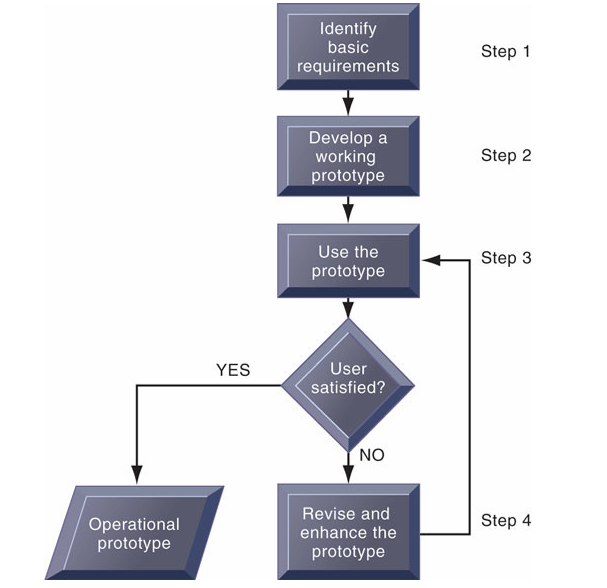 Identify
basic
requirements
Step 1
Develop a
working
prototype
Step 2
Use the
prototype
Step 3
User
satisfied?
YES
NO
Operational
prototype
Revise and
enhance the
prototype
Step 4